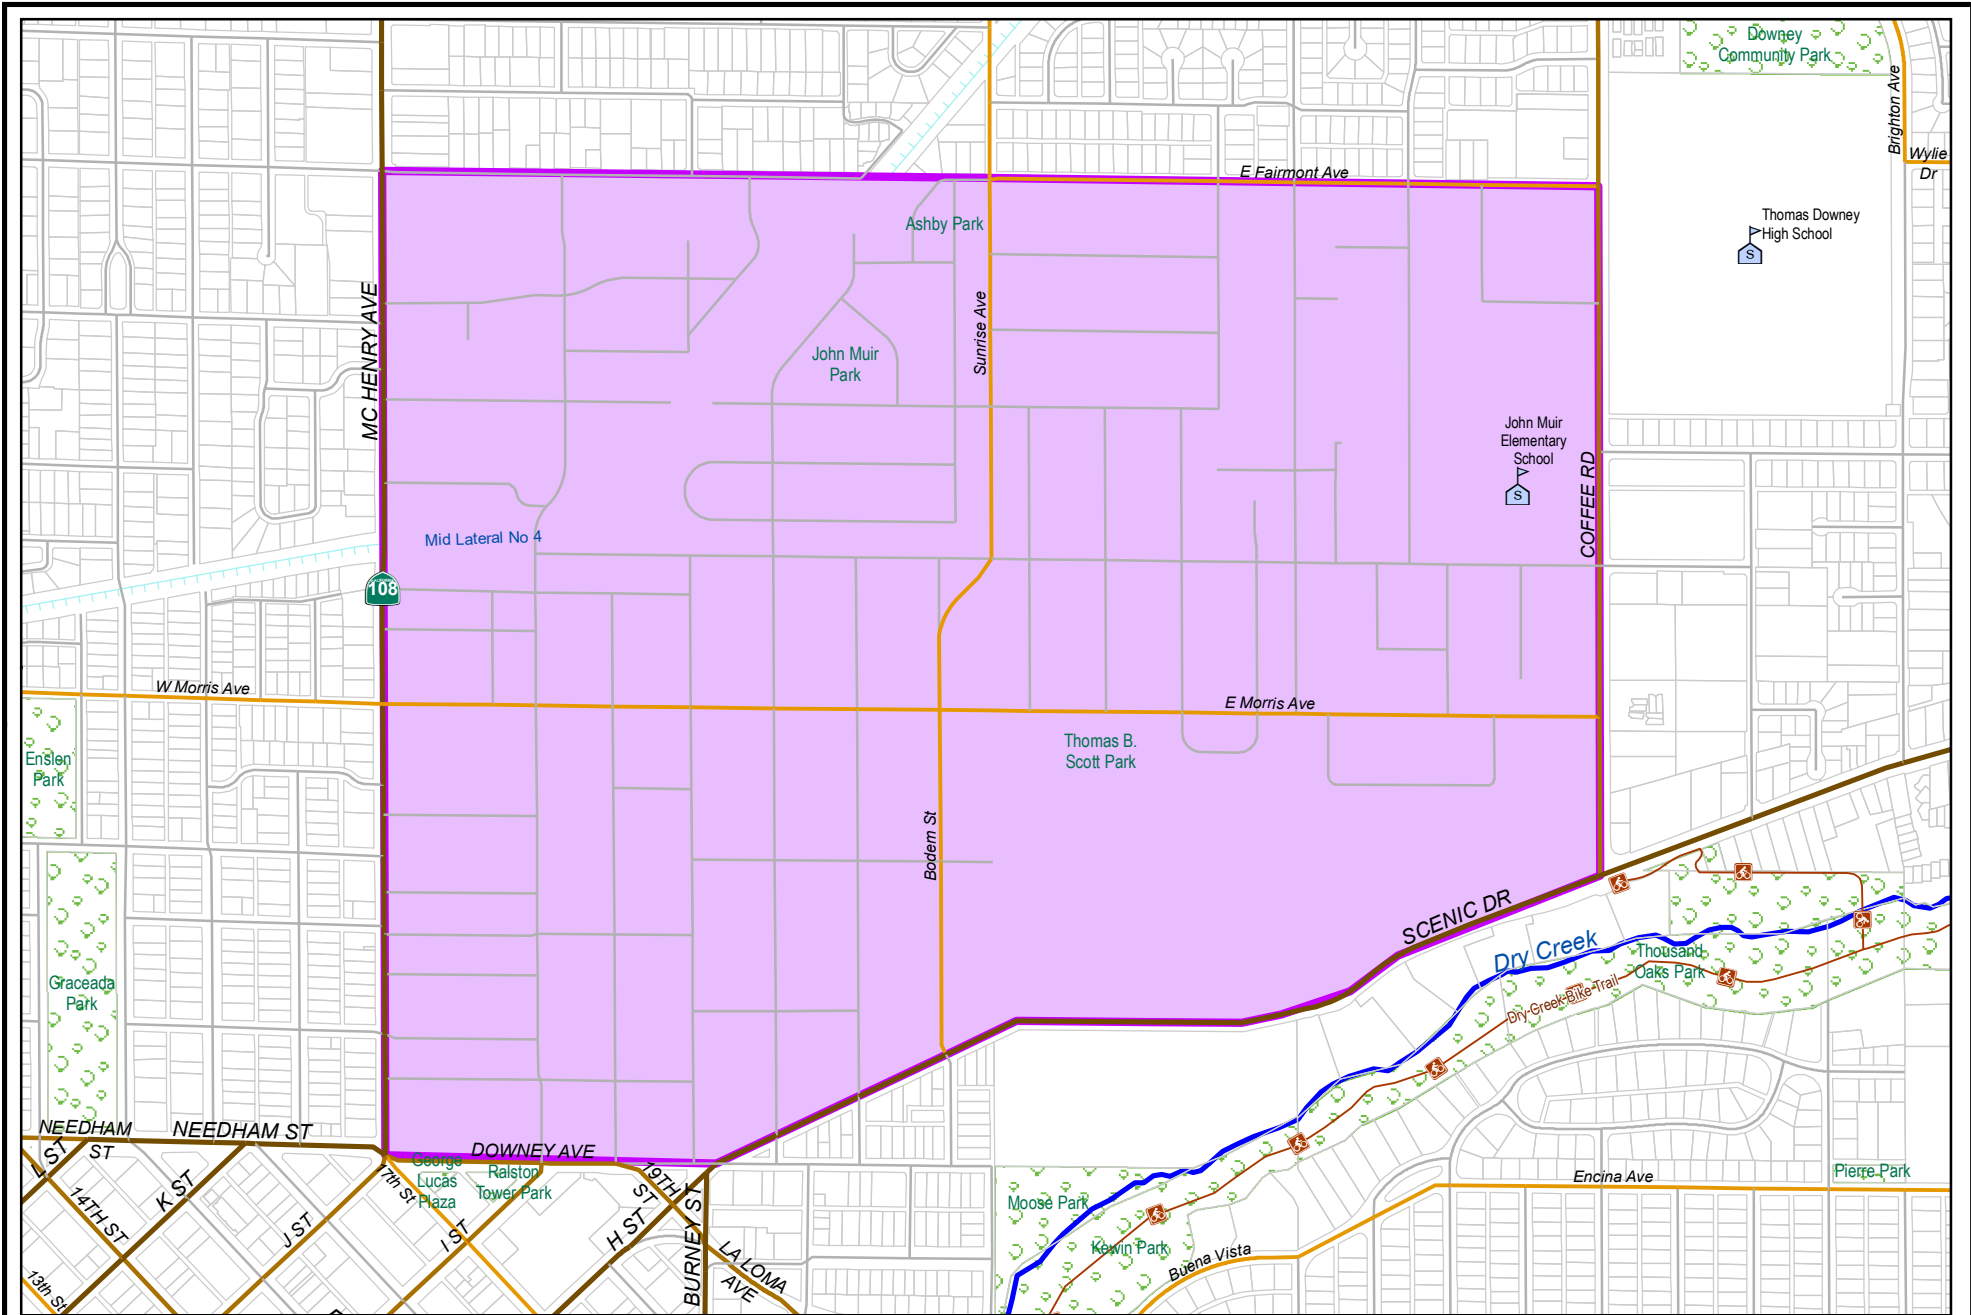 Downey
Community Park
Brighton Ave
Wylie
Dr
E Fairmont Ave
Thomas Downey
High School
S
Ashby Park
MC HENRY AVE
Sunrise Ave
John Muir
Park
John Muir
Elementary
School
S
COFFEE RD
Mid Lateral No 4
108
W Morris Ave
E Morris Ave
Thomas B.
Scott Park
Enslen
Park
Bodem St
SCENIC DR
Dry Creek
Thousand
Oaks Park
Dry Creek Bike Trail
Graceada
Park
NEEDHAM
ST
NEEDHAM ST
DOWNEY AVE
L ST
K ST
14TH ST
J ST
17th St
George
Lucas
Plaza
Ralston
Tower Park
19TH
ST
I ST
H ST
BURNEY ST
LA LOMA
AVE
13th St
Moose Park
Kewin Park
Buena Vista
Encina Ave
Pierre Park